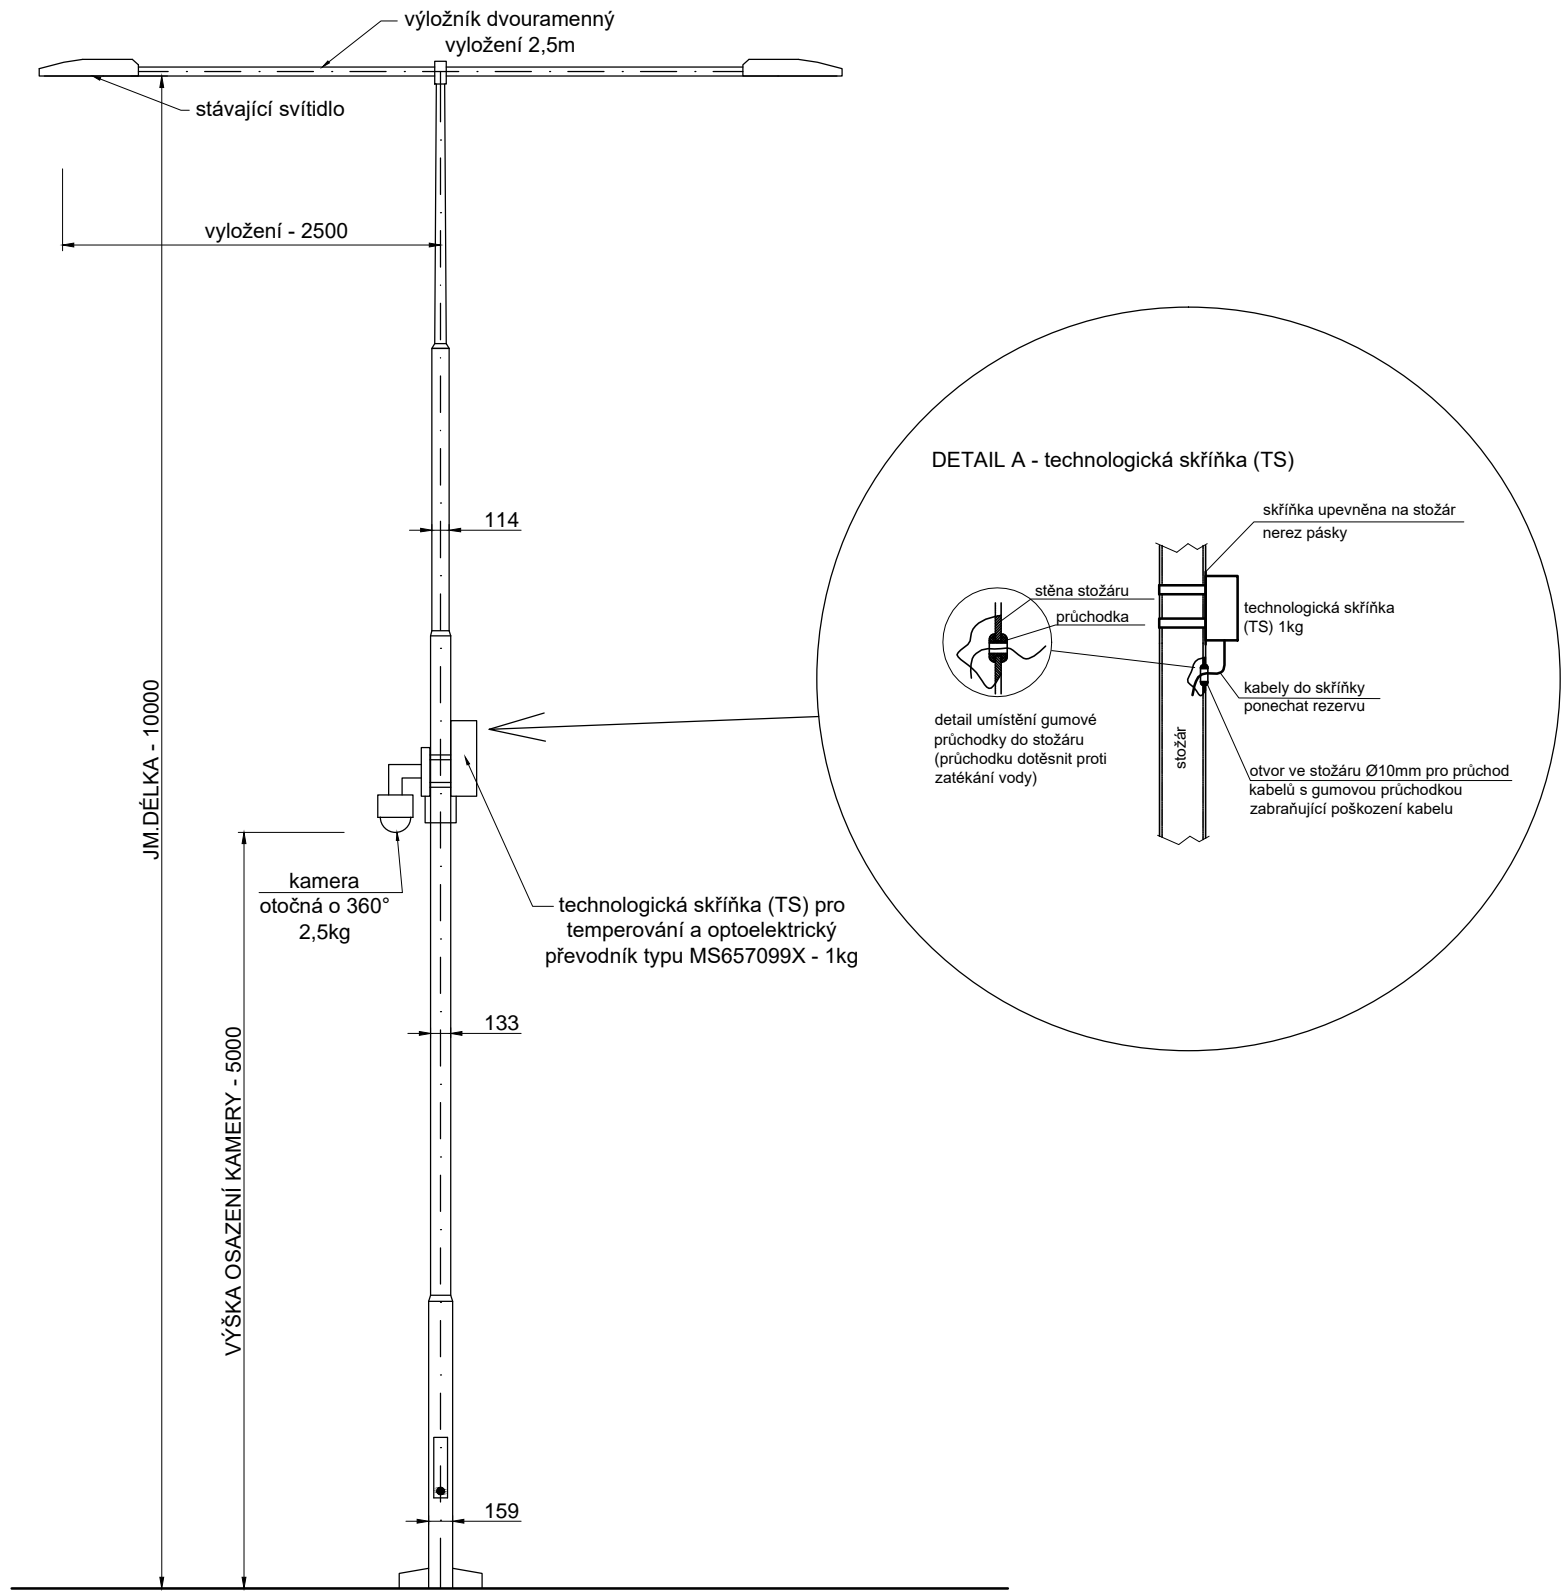 výložník dvouramenný
vyložení 2,5m
stávající svítidlo
vyložení - 2500
114
JM.DÉLKA - 10000
kamera
otočná o 360°
2,5kg
technologická skříňka (TS) pro
temperování a optoelektrický
převodník typu MS657099X - 1kg
133
VÝŠKA OSAZENÍ KAMERY - 5000
159
DETAIL A - technologická skříňka (TS)
skříňka upevněna na stožár
nerez pásky
stěna stožáru
průchodka
technologická skříňka
(TS) 1kg
kabely do skříňky
ponechat rezervu
detail umístění gumové
průchodky do stožáru
(průchodku dotěsnit proti
zatékání vody)
stožár
otvor ve stožáru Ø10mm pro průchod
kabelů s gumovou průchodkou
zabraňující poškození kabelu